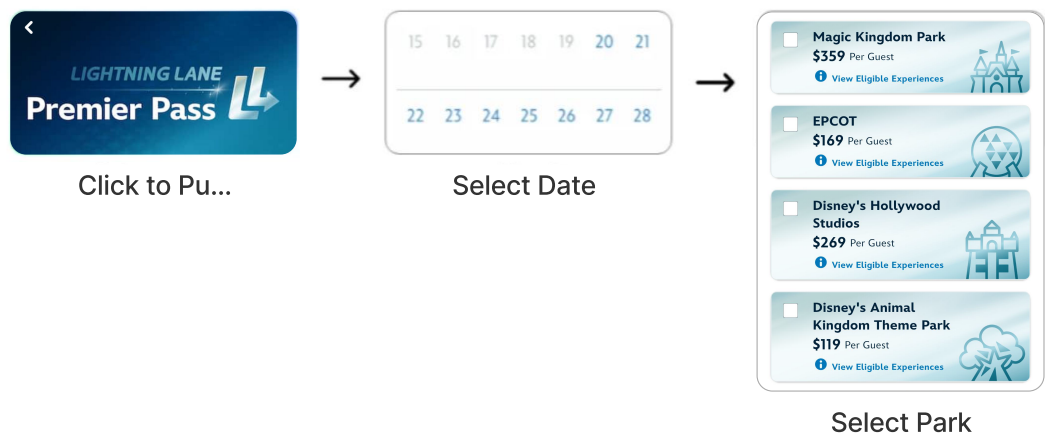 LIGHTNING LANE
Premier Pass
Click to Pu...
15 16 17 18 19 20 21
22 23 24 25 26 27 28
Select Date
Magic Kingdom Park
$359 Per Guest
View Eligible Experiences
EPCOT
$169 Per Guest
View Eligible Experiences
Disney's Hollywood
Studios
$269 Per Guest
View Eligible Experiences
Disney's Animal
Kingdom Theme Park
$119 Per Guest
View Eligible Experiences
Select Park